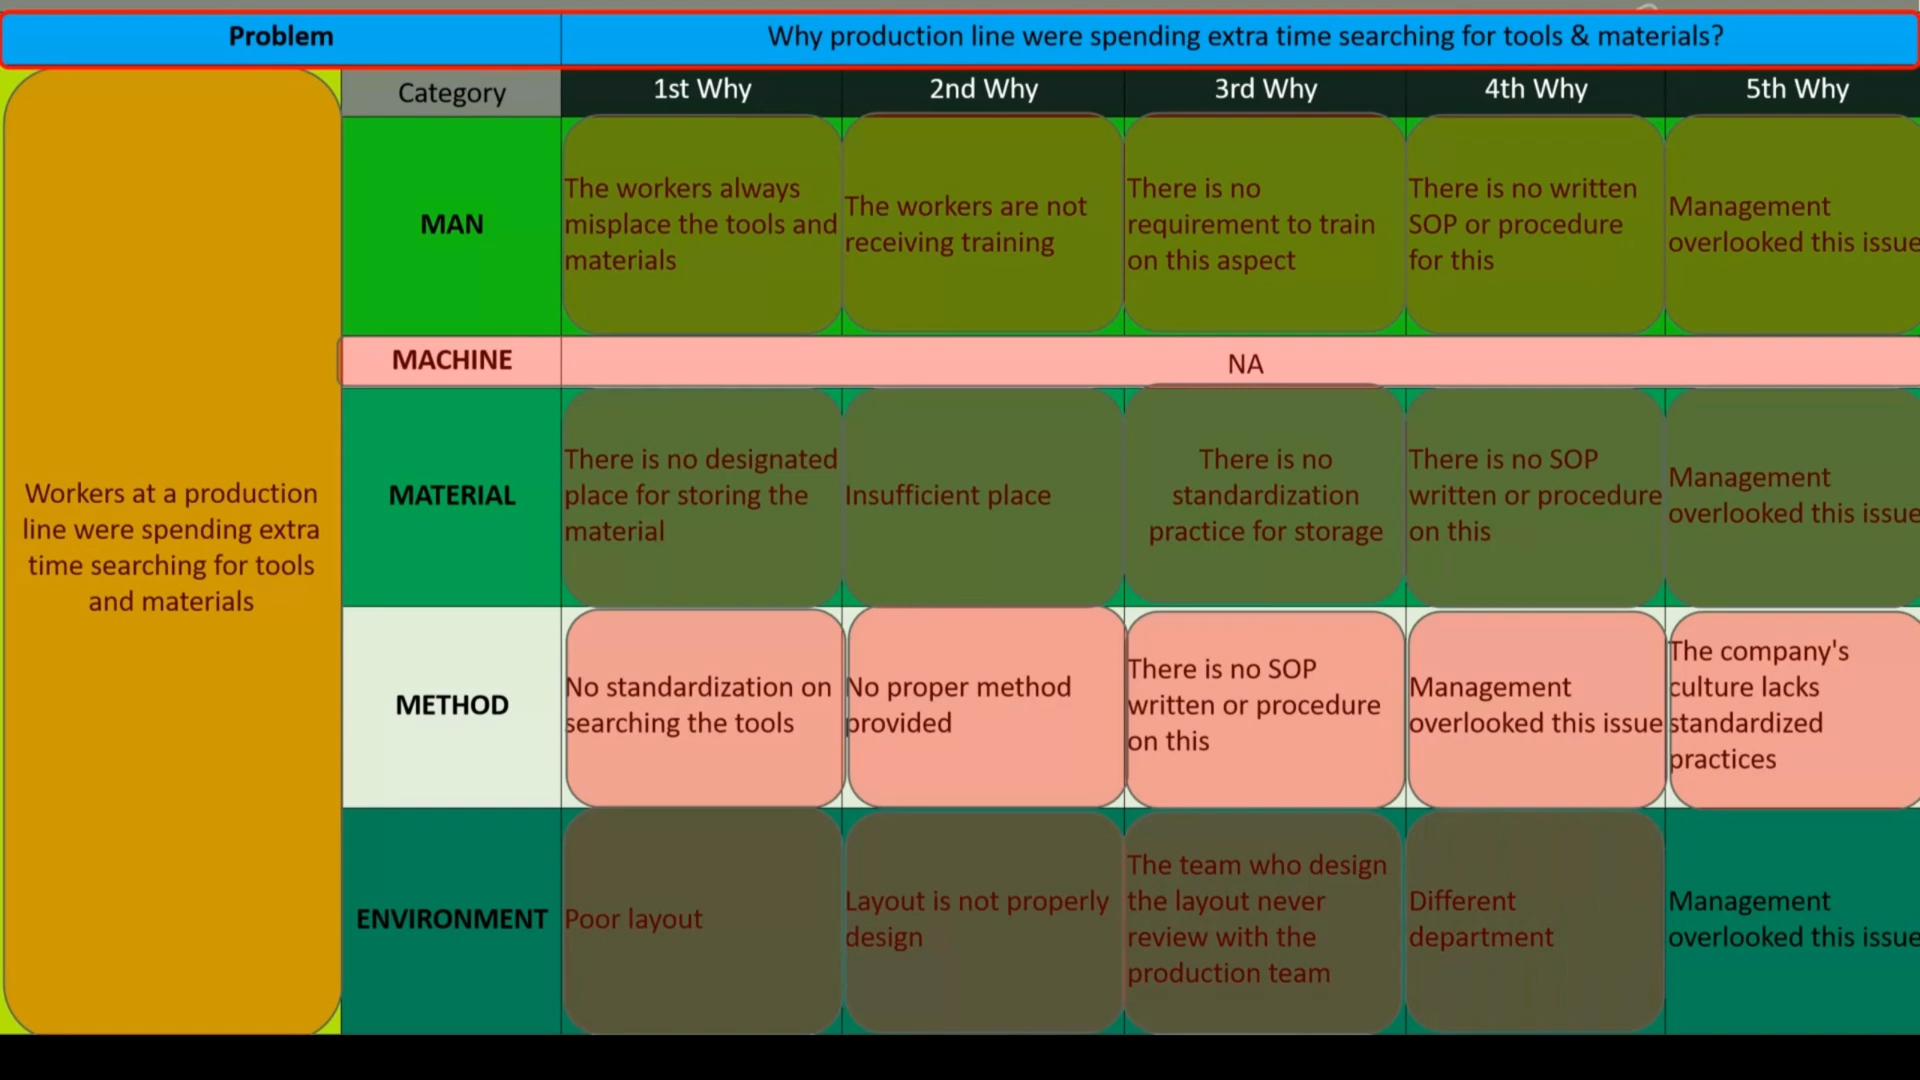 Problem
Why production line were spending extra time searching for tools & materials?
Category
1st Why
2nd Why
3rd Why
4th Why
5th Why
Workers at a production
line were spending extra
time searching for tools
and materials
MAN
The workers always
misplace the tools and
materials
The workers are not
receiving training
There is no
requirement to train
on this aspect
There is no written
SOP or procedure
for this
Management
overlooked this issue
MACHINE
NA
MATERIAL
There is no designated
place for storing the
material
Insufficient place
There is no
standardization
practice for storage
There is no SOP
written or procedure
on this
Management
overlooked this issue
METHOD
No standardization on
searching the tools
No proper method
provided
There is no SOP
written or procedure
on this
Management
overlooked this issue
The company's
culture lacks
standardized
practices
ENVIRONMENT
Poor layout
Layout is not properly
design
The team who design
the layout never
review with the
production team
Different
department
Management
overlooked this issue